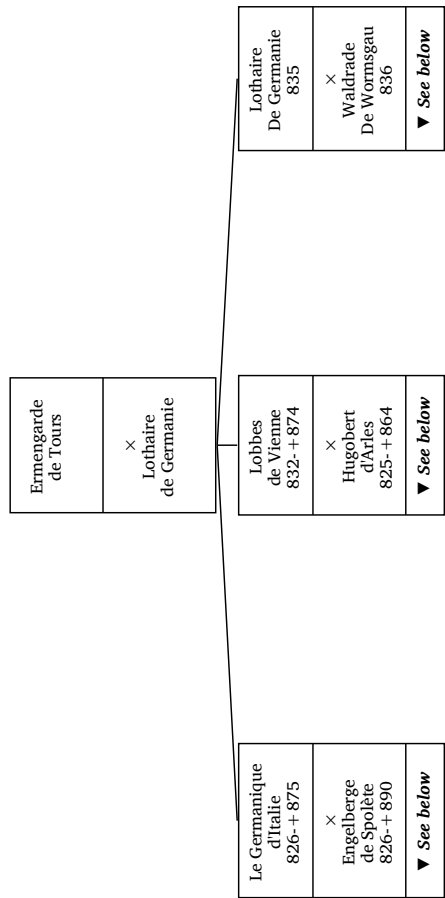 Ermengarde
de Tours
×
Lothaire
de Germanie
Le Germanique
d'Italie
826-+875
×
Engelberge
de Spolète
826-+890
▼ See below
Lobbes
de Vienne
832-+874
×
Hugobert
d'Arles
825-+864
▼ See below
Lothaire
De Germanie
835
×
Waldrade
De Wormsgau
836
▼ See below